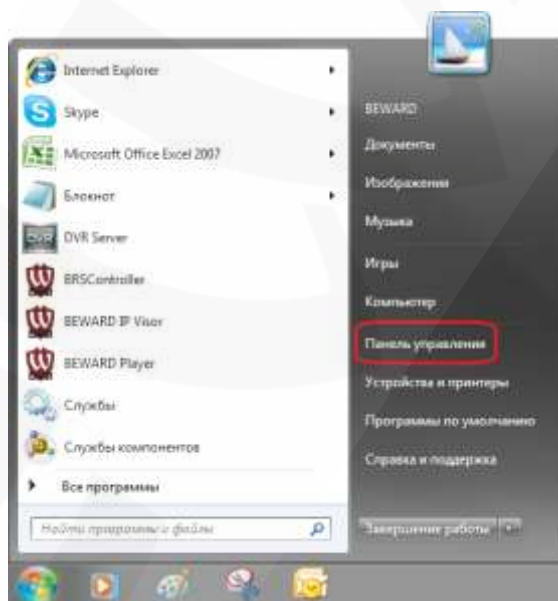 Internet Explorer
Skype
Microsoft Office Excel 2007
Блокнот
DVR Server
BRSController
BEWARD IP Visor
BEWARD Player
Службы
Службы компонентов
Все программы
Найти программы и файлы
BEWARD
Документы
Изображения
Музыка
Игры
Компьютер
Панель управления
Устройства и принтеры
Программы по умолчанию
Справка и поддержка
Завершение работы